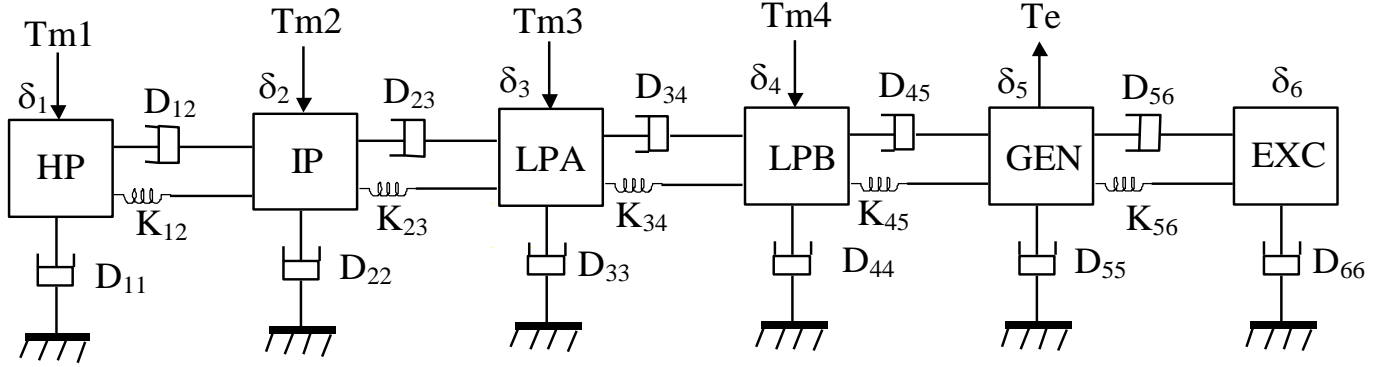 Tm1 Tm2 Tm3 Tm4 Te
δ1 D12 δ2 D23 δ3 D34 δ4 D45 δ5 D56 δ6
HP IP LPA LPB GEN EXC
K12 K23 K34 K45 K56
D11 D22 D33 D44 D55 D66